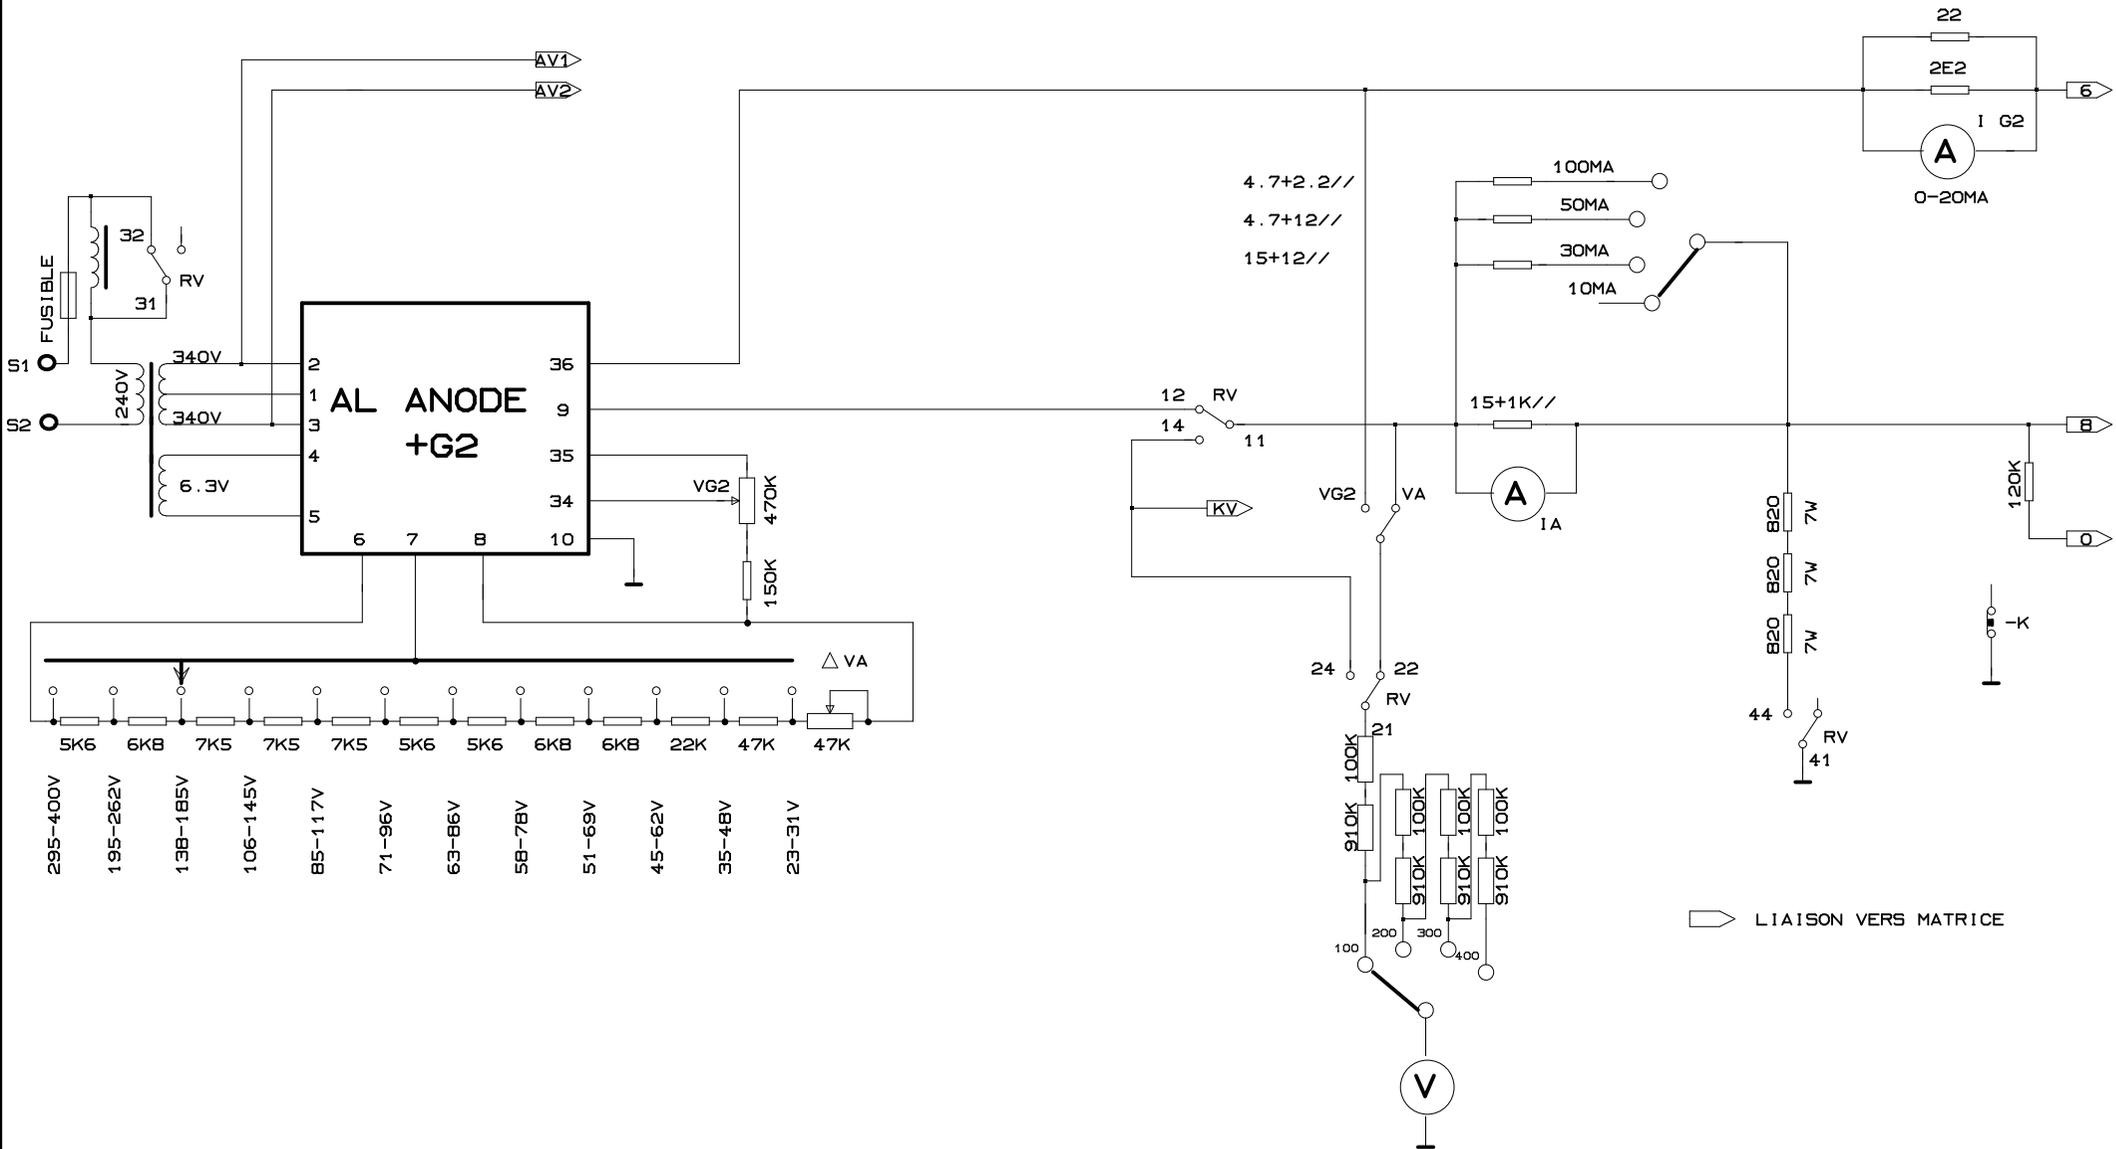 22
AV1
2E2
AV2
6
I G2
A
100MA
4.7+2.2//
0-20MA
50MA
4.7+12//
32
30MA
15+12//
RV
FUSIBLE
10MA
31
S1
340V
2
36
240V
1
AL ANODE
+G2
12
RV
15+1K//
9
S2
340V
3
14
11
8
4
35
6.3V
VG2
470K
VG2
VA
A
120K
34
KV
5
IA
820
7W
6
7
8
10
0
150K
820
7W
-K
820
7W
VA
24
22
RV
44
RV
21
41
5K6
6K8
7K5
7K5
7K5
5K6
5K6
6K8
6K8
22K
47K
47K
100K
295-400V
195-262V
138-185V
106-145V
85-117V
71-96V
63-86V
58-78V
51-69V
45-62V
35-48V
23-31V
910K
100K
100K
100K
910K
910K
910K
LIAISON VERS MATRICE
100
200
300
400
V